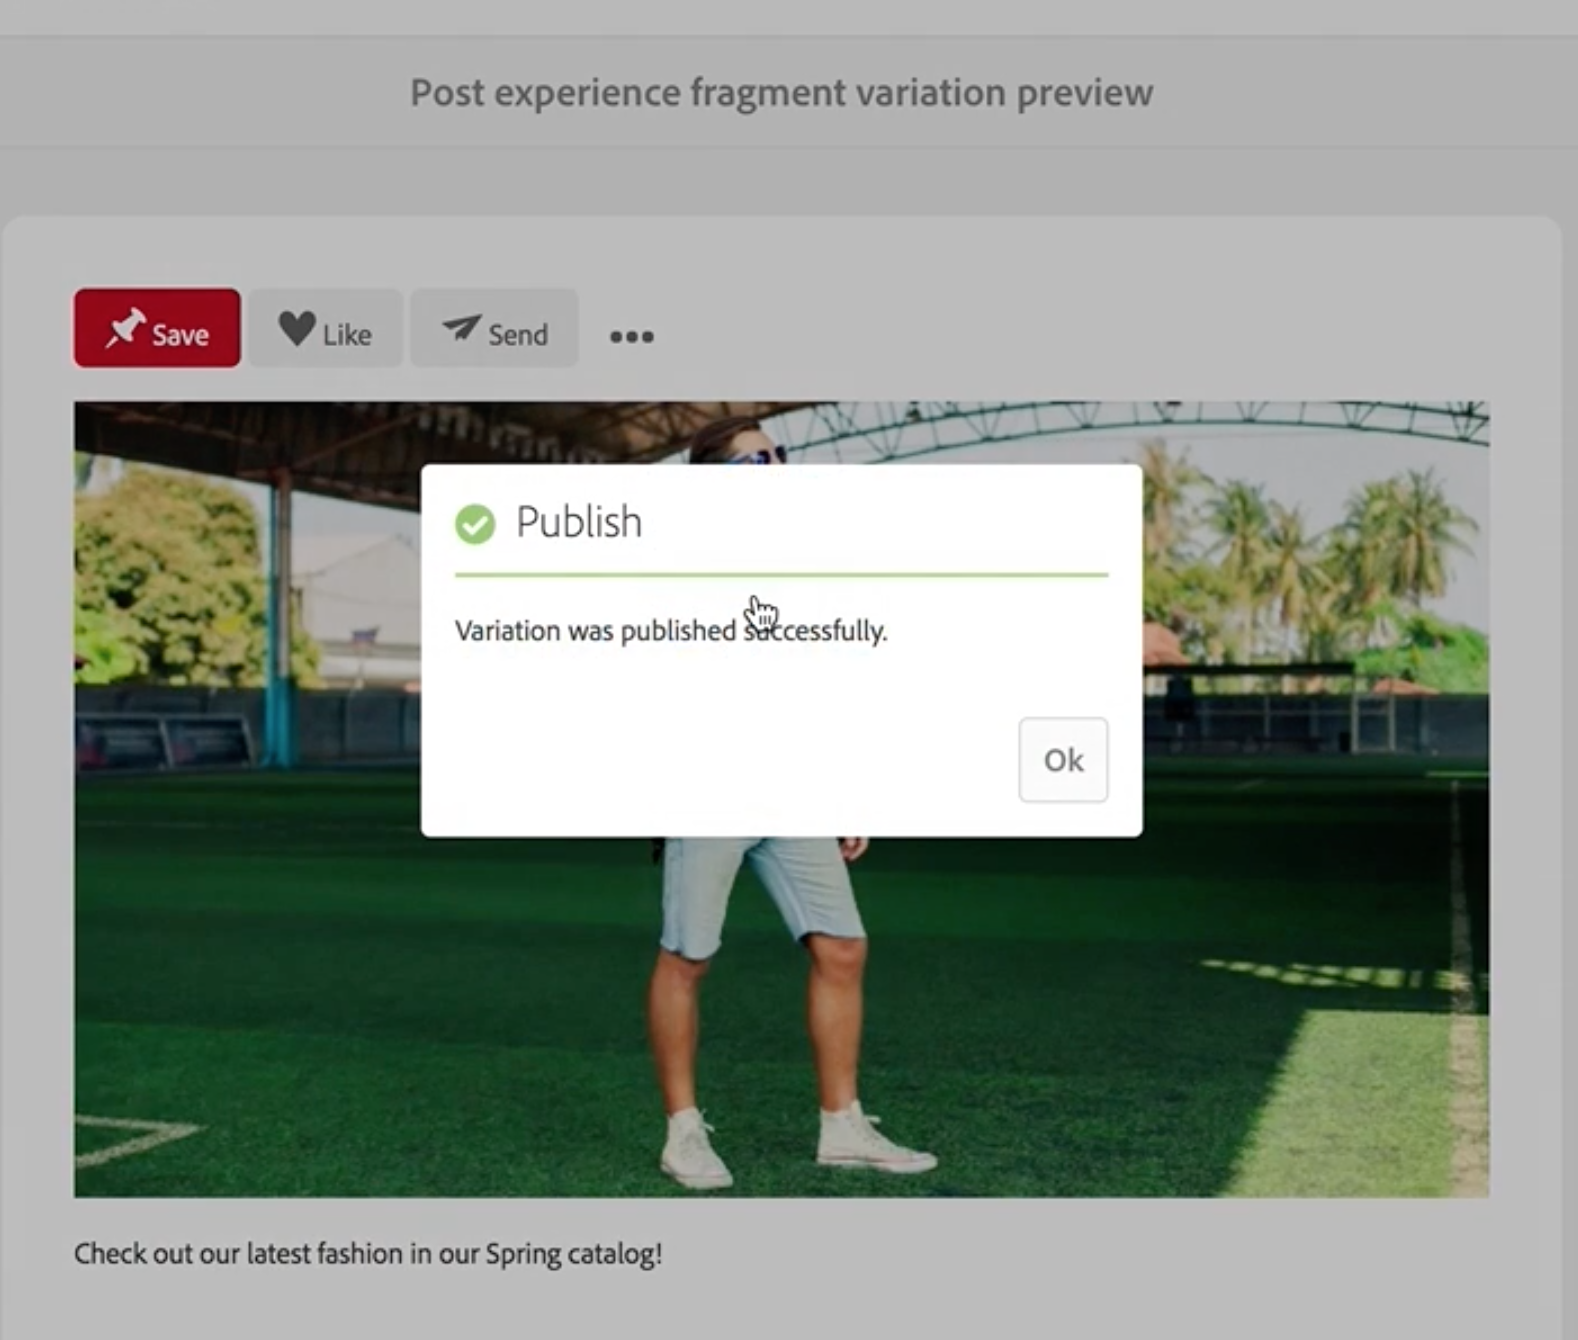 Post experience fragment variation preview
Save Like Send
Publish
Variation was published successfully.
Ok
Check out our latest fashion in our Spring catalog!